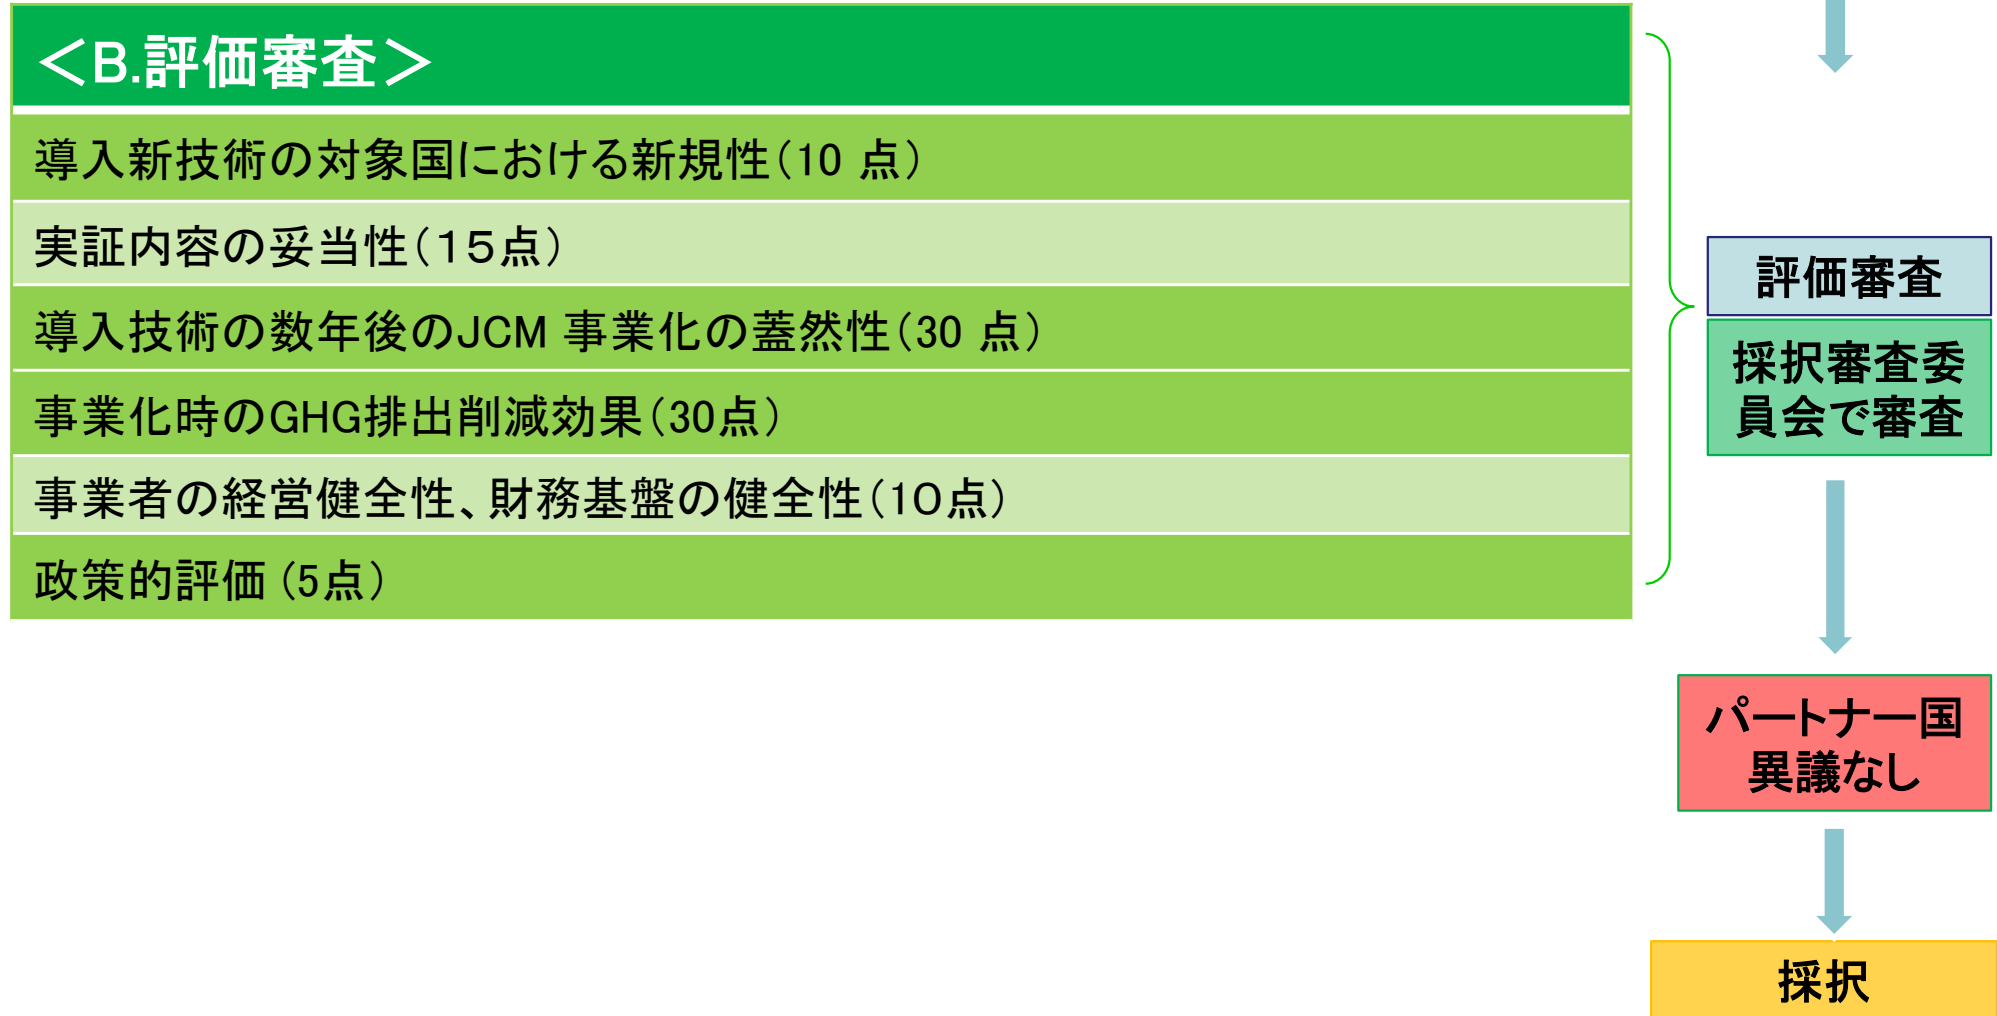 ＜B.評価審査＞
導入新技術の対象国における新規性（10 点）
実証内容の妥当性（１５点）
導入技術の数年後のJCM 事業化の蓋然性（30 点）
事業化時のGHG排出削減効果（30点）
事業者の経営健全性、財務基盤の健全性（10点）
政策的評価（5点）
評価審査
採択審査委
員会で審査
パートナー国
異議なし
採択